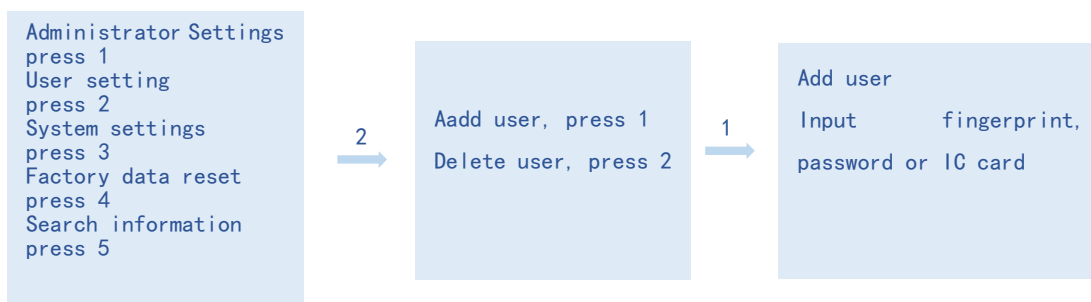 Administrator Settings
press 1
User setting
press 2
System settings
press 3
Factory data reset
press 4
Search information
press 5
2
Aadd user, press 1
Delete user, press 2
1
Add user
Input fingerprint,
password or IC card